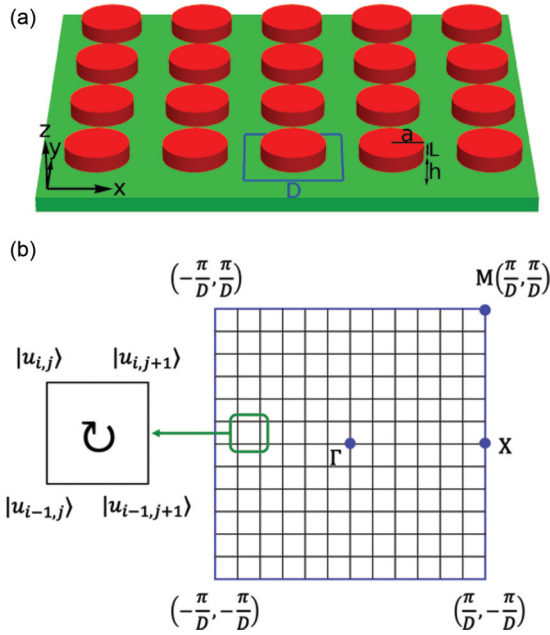 (a)
z
y
x
D
a
L
h
(b)
(-π/D, π/D)
M(π/D, π/D)
|u_{i,j}⟩
|u_{i,j+1}⟩
↻
Γ
X
|u_{i-1,j}⟩
|u_{i-1,j+1}⟩
(-π/D, -π/D)
(π/D, -π/D)